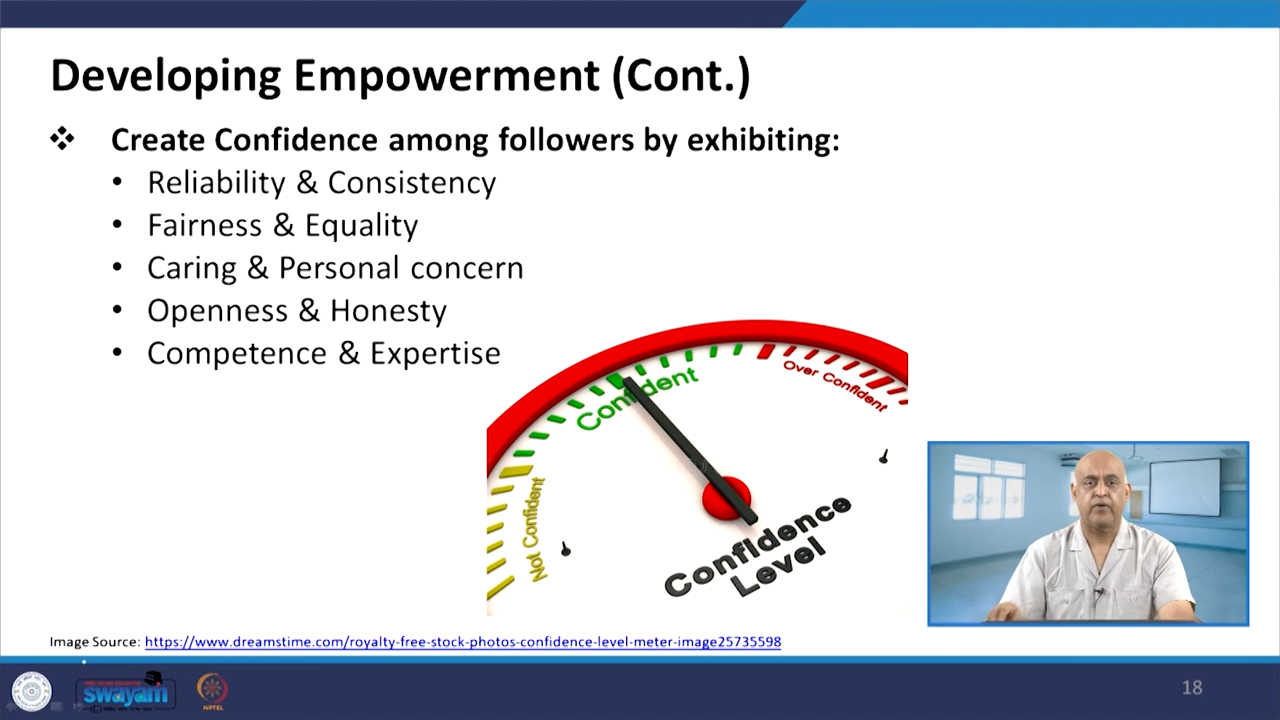 Developing Empowerment (Cont.)
❖ Create Confidence among followers by exhibiting:
• Reliability & Consistency
• Fairness & Equality
• Caring & Personal concern
• Openness & Honesty
• Competence & Expertise
Not Confident
Confident
Over Confident
Confidence
Level
Image Source: https://www.dreamstime.com/royalty-free-stock-photos-confidence-level-meter-image25735598
swayam
NPTEL
18